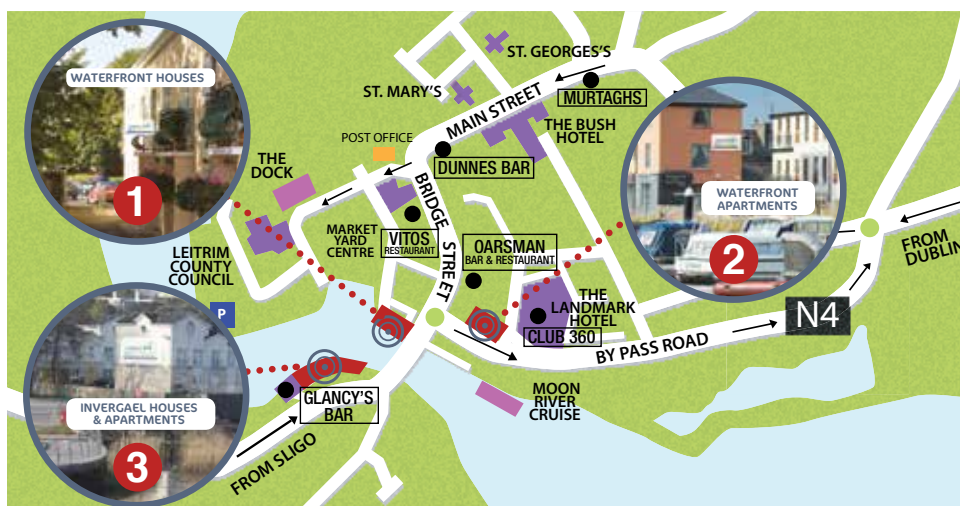 WATERFRONT HOUSES
1
ST. GEORGES'S
ST. MARY'S
MAIN STREET
MURTAGHS
THE BUSH
HOTEL
POST OFFICE
DUNNES BAR
THE
DOCK
BRIDGE STREET
MARKET
YARD
CENTRE
VITOS
RESTAURANT
OARSMAN
BAR & RESTAURANT
LEITRIM
COUNTY
COUNCIL
P
WATERFRONT
APARTMENTS
2
FROM
DUBLIN
THE
LANDMARK
HOTEL
CLUB 360
N4
BY PASS ROAD
MOON
RIVER
CRUISE
GLANCY'S
BAR
FROM SLIGO
INVERGAEL HOUSES
& APARTMENTS
3